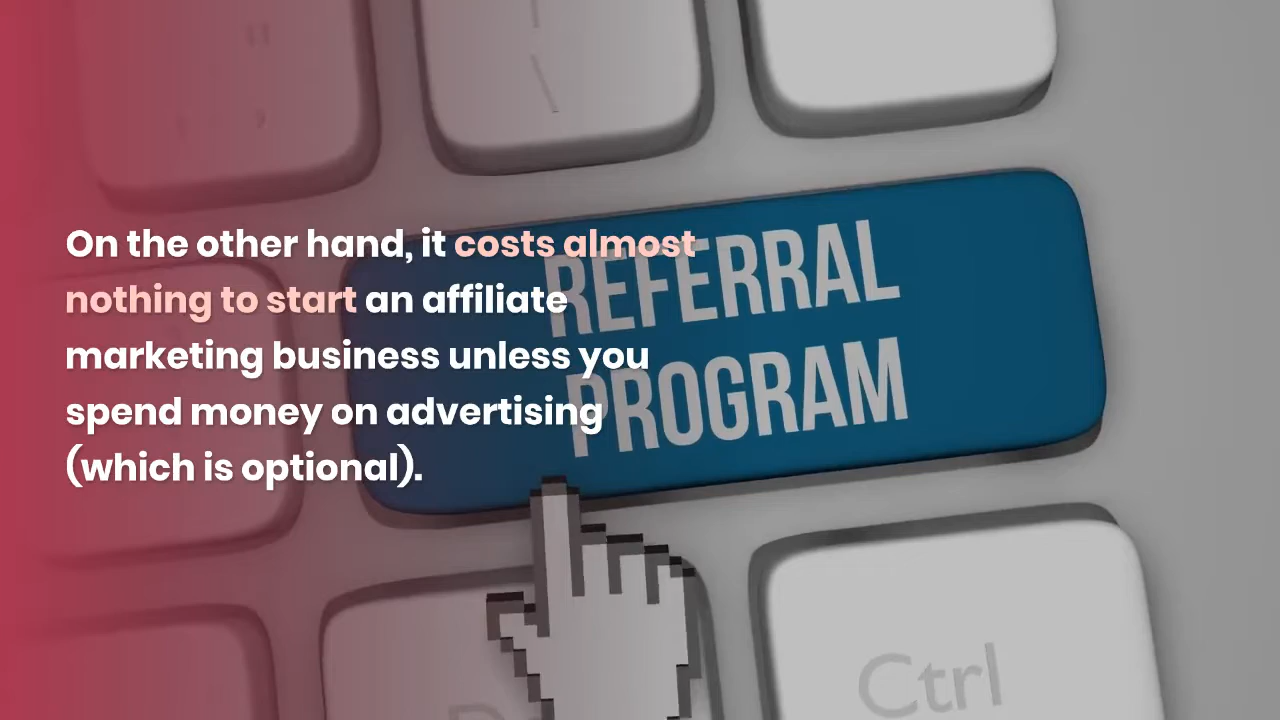 On the other hand, it costs almost
nothing to start an affiliate
marketing business unless you
spend money on advertising
(which is optional).
REFERRAL
PROGRAM
Ctrl